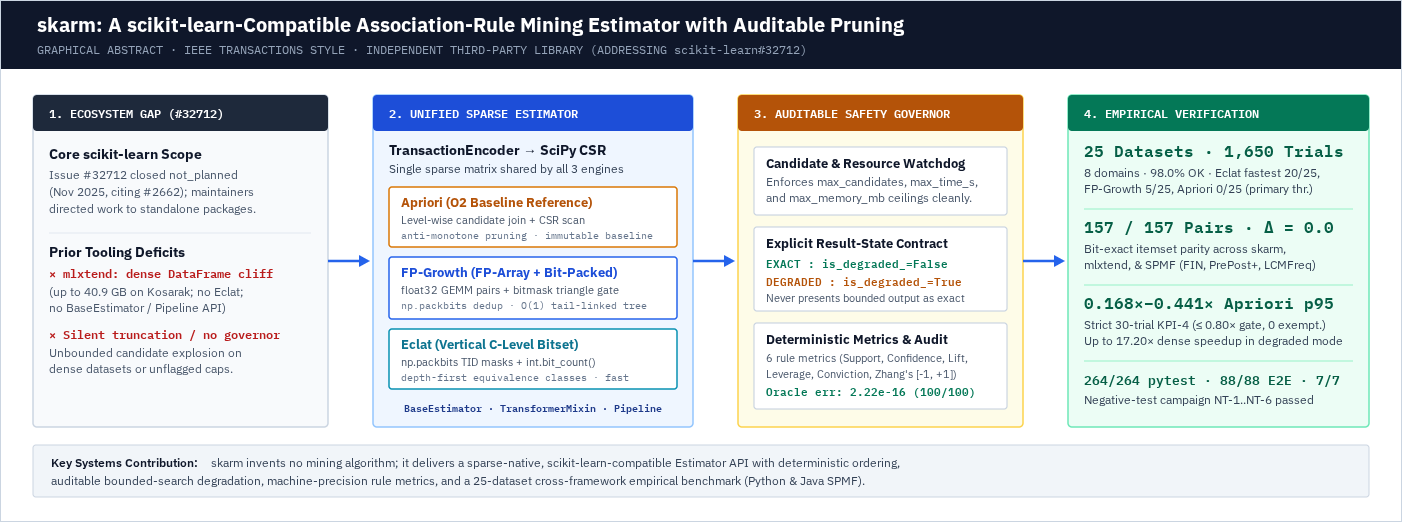 skarm: A scikit-learn-Compatible Association-Rule Mining Estimator with Auditable Pruning
GRAPHICAL ABSTRACT · IEEE TRANSACTIONS STYLE · INDEPENDENT THIRD-PARTY LIBRARY (ADDRESSING scikit-learn#32712)
1. ECOSYSTEM GAP (#32712)
Core scikit-learn Scope
Issue #32712 closed not_planned
(Nov 2025, citing #2662); maintainers
directed work to standalone packages.
Prior Tooling Deficits
× mlxtend: dense DataFrame cliff
(up to 40.9 GB on Kosarak; no Eclat;
no BaseEstimator / Pipeline API)
× Silent truncation / no governor
Unbounded candidate explosion on
dense datasets or unflagged caps.
2. UNIFIED SPARSE ESTIMATOR
TransactionEncoder → SciPy CSR
Single sparse matrix shared by all 3 engines
Apriori (O2 Baseline Reference)
Level-wise candidate join + CSR scan
anti-monotone pruning · immutable baseline
FP-Growth (FP-Array + Bit-Packed)
float32 GEMM pairs + bitmask triangle gate
np.packbits dedup · O(1) tail-linked tree
Eclat (Vertical C-Level Bitset)
np.packbits TID masks + int.bit_count()
depth-first equivalence classes · fast
BaseEstimator · TransformerMixin · Pipeline
3. AUDITABLE SAFETY GOVERNOR
Candidate & Resource Watchdog
Enforces max_candidates, max_time_s,
and max_memory_mb ceilings cleanly.
Explicit Result-State Contract
EXACT : is_degraded_=False
DEGRADED : is_degraded_=True
Never presents bounded output as exact
Deterministic Metrics & Audit
6 rule metrics (Support, Confidence, Lift,
Leverage, Conviction, Zhang's [-1, +1])
Oracle err: 2.22e-16 (100/100)
4. EMPIRICAL VERIFICATION
25 Datasets · 1,650 Trials
8 domains · 98.0% OK · Eclat fastest 20/25,
FP-Growth 5/25, Apriori 0/25 (primary thr.)
157 / 157 Pairs · Δ = 0.0
Bit-exact itemset parity across skarm,
mlxtend, & SPMF (FIN, PrePost+, LCMFreq)
0.168×–0.441× Apriori p95
Strict 30-trial KPI-4 (≤ 0.80× gate, 0 exempt.)
Up to 17.20× dense speedup in degraded mode
264/264 pytest · 88/88 E2E · 7/7
Negative-test campaign NT-1..NT-6 passed
Key Systems Contribution: skarm invents no mining algorithm; it delivers a sparse-native, scikit-learn-compatible Estimator API with deterministic ordering,
auditable bounded-search degradation, machine-precision rule metrics, and a 25-dataset cross-framework empirical benchmark (Python & Java SPMF).